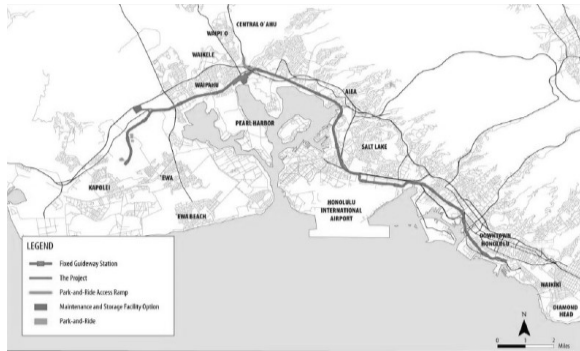 CENTRAL O'AHU
WAIPI'O
WAIKELE
WAIPAHU
AIEA
PEARL HARBOR
SALT LAKE
KAPOLEI
'EWA
EWA BEACH
HONOLULU
INTERNATIONAL
AIRPORT
DOWNTOWN
HONOLULU
WAIKIKI
DIAMOND
HEAD
LEGEND
Fixed Guideway Station
The Project
Park-and-Ride Access Ramp
Maintenance and Storage Facility Option
Park-and-Ride
N
0 1 2
Miles